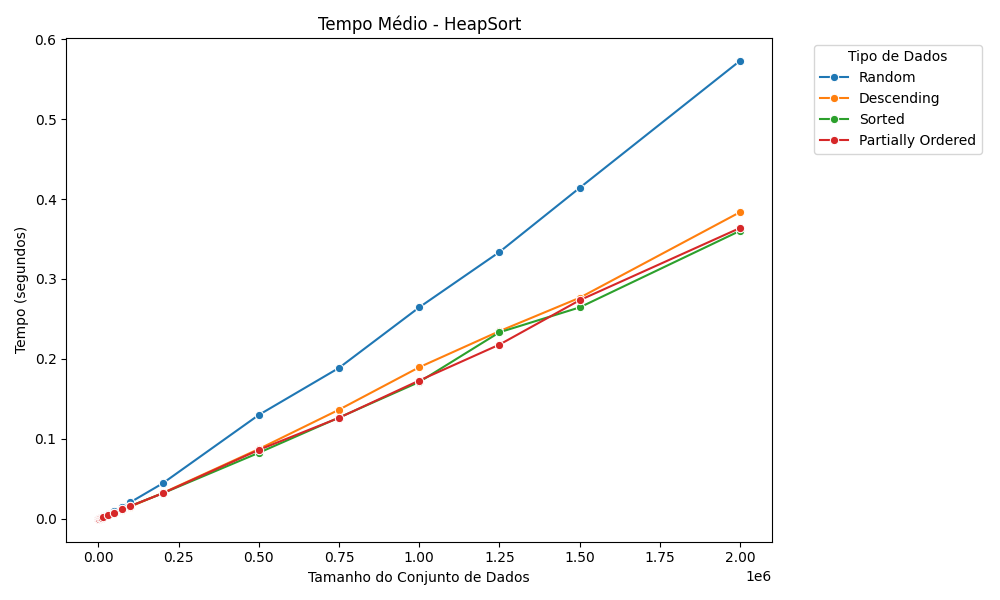 Tempo Médio - HeapSort
Tipo de Dados
Random
Descending
Sorted
Partially Ordered
Tempo (segundos)
0.6
0.5
0.4
0.3
0.2
0.1
0.0
0.00 0.25 0.50 0.75 1.00 1.25 1.50 1.75 2.00
1e6
Tamanho do Conjunto de Dados